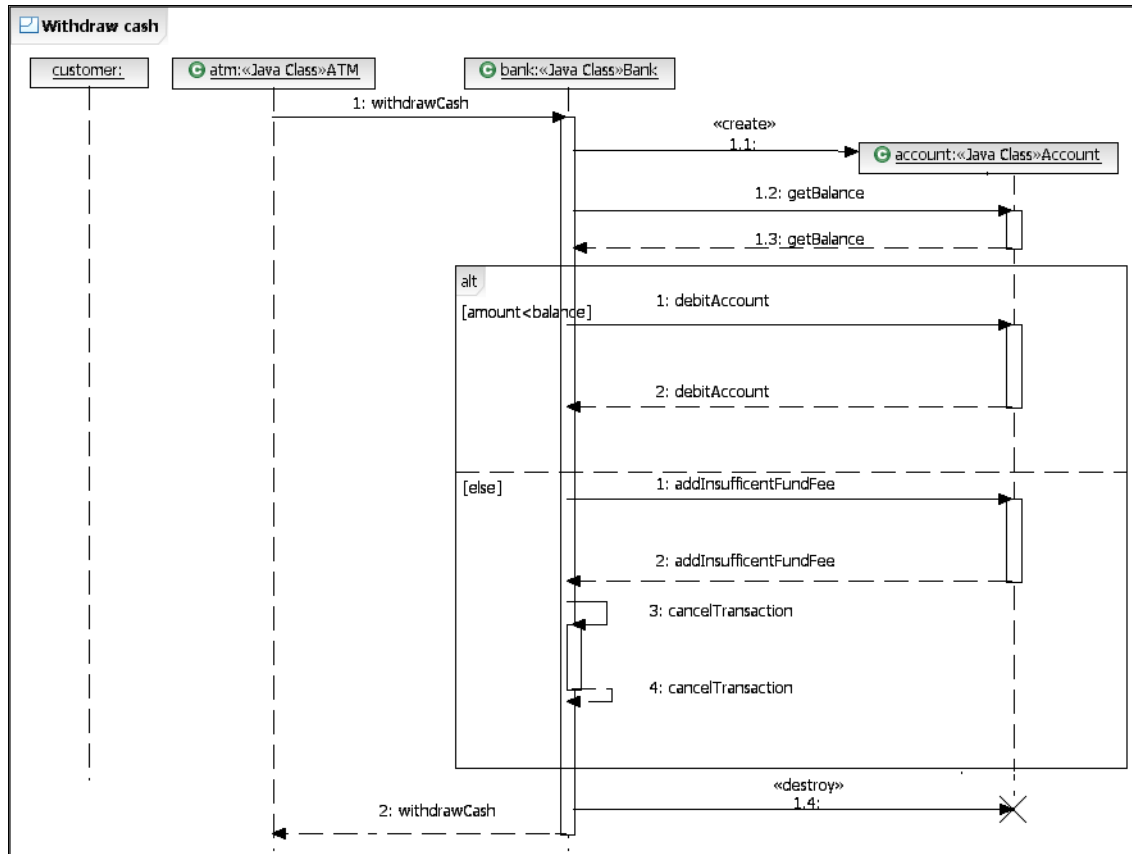 Withdraw cash
customer:
C atm:«Java Class»ATM
C bank:«Java Class»Bank
1: withdrawCash
«create»
1.1:
C account:«Java Class»Account
1.2: getBalance
1.3: getBalance
alt
[amount<balance]
1: debitAccount
2: debitAccount
[else]
1: addInsufficentFundFee
2: addInsufficentFundFee
3: cancelTransaction
4: cancelTransaction
«destroy»
1.4:
2: withdrawCash